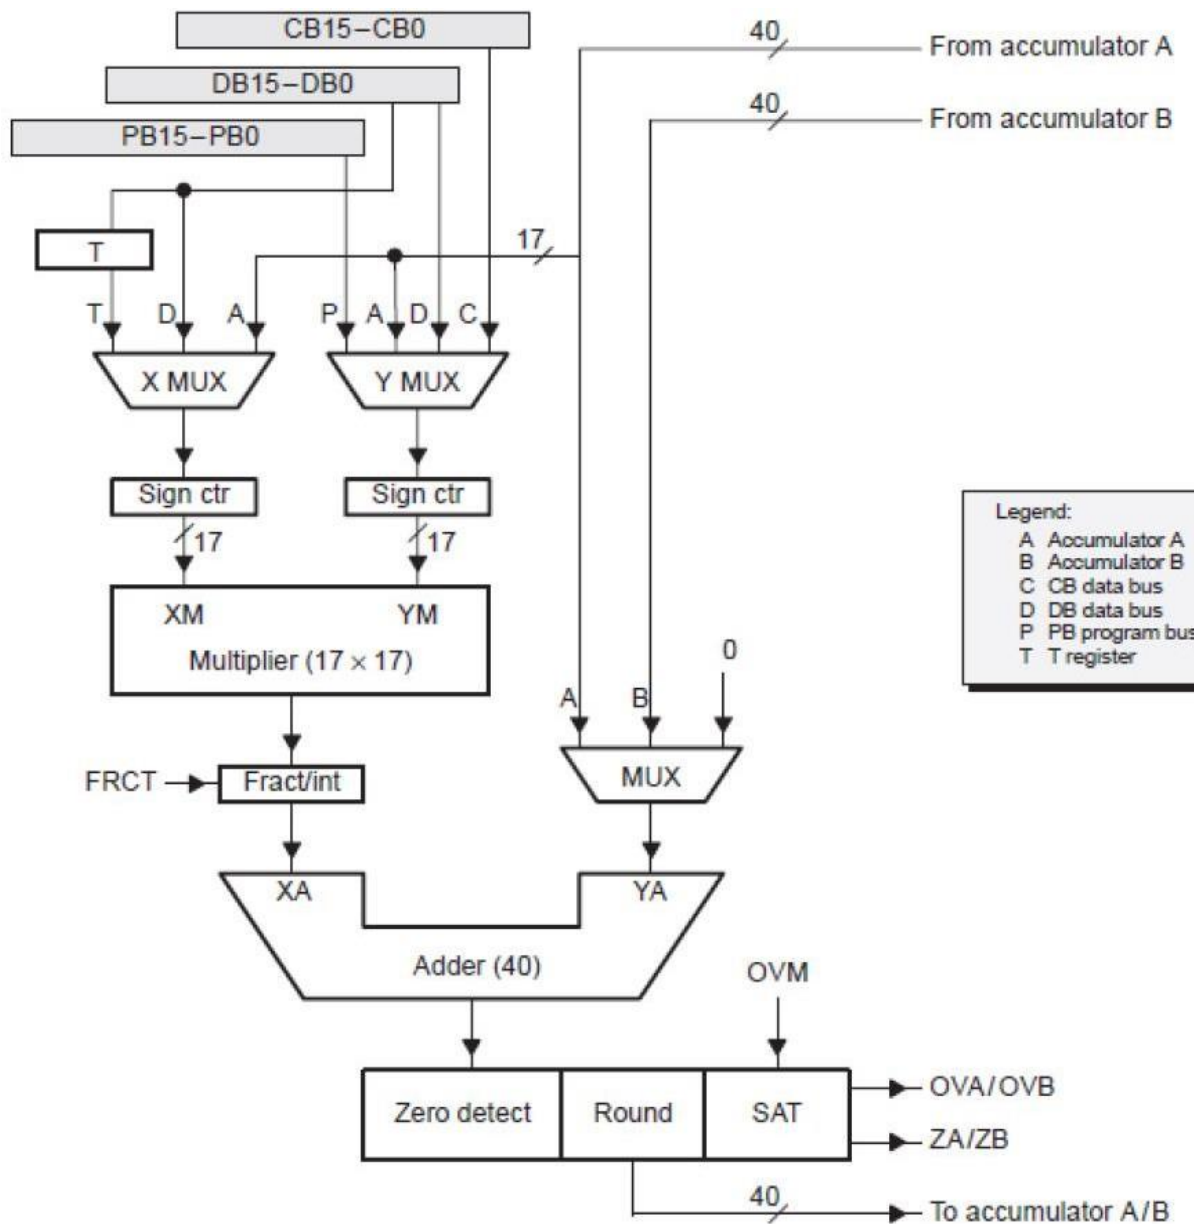 CB15–CB0
40
From accumulator A
DB15–DB0
40
From accumulator B
PB15–PB0
17
T
T D A P A D C
X MUX Y MUX
Sign ctr Sign ctr
17 17
Legend:
A Accumulator A
B Accumulator B
C CB data bus
D DB data bus
P PB program bus
T T register
XM YM
Multiplier (17 × 17)
0
A B
FRCT Fract/int MUX
XA YA
Adder (40)
OVM
Zero detect Round SAT
OVA/OVB
ZA/ZB
40
To accumulator A/B